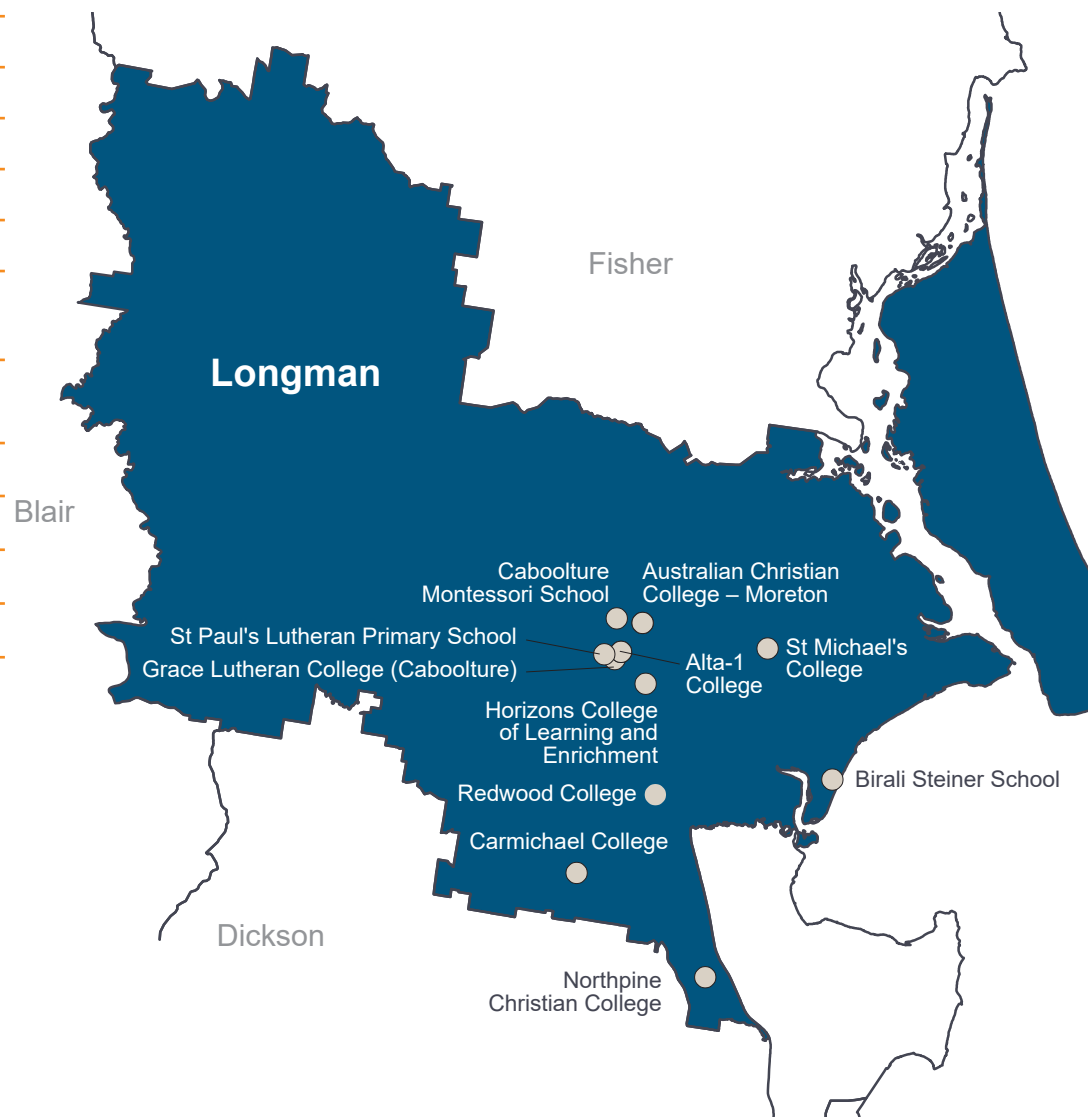 Fisher
Longman
Blair
Caboolture
Montessori School
Australian Christian
College – Moreton
St Paul's Lutheran Primary School
Grace Lutheran College (Caboolture)
Alta-1
College
St Michael's
College
Horizons College
of Learning and
Enrichment
Birali Steiner School
Redwood College
Carmichael College
Dickson
Northpine
Christian College